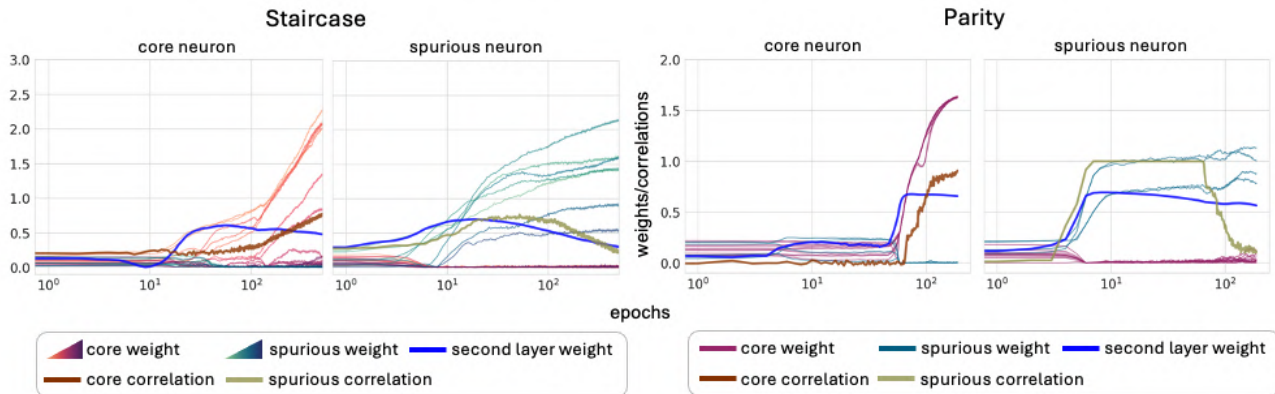 Staircase
Parity
core neuron
spurious neuron
core neuron
spurious neuron
3.0
2.5
2.0
1.5
1.0
0.5
0.0
10⁰ 10¹ 10²
10⁰ 10¹ 10²
weights/correlations
2.0
1.5
1.0
0.5
0.0
10⁰ 10¹ 10²
10⁰ 10¹ 10²
epochs
core weight spurious weight second layer weight
core correlation spurious correlation
core weight spurious weight second layer weight
core correlation spurious correlation